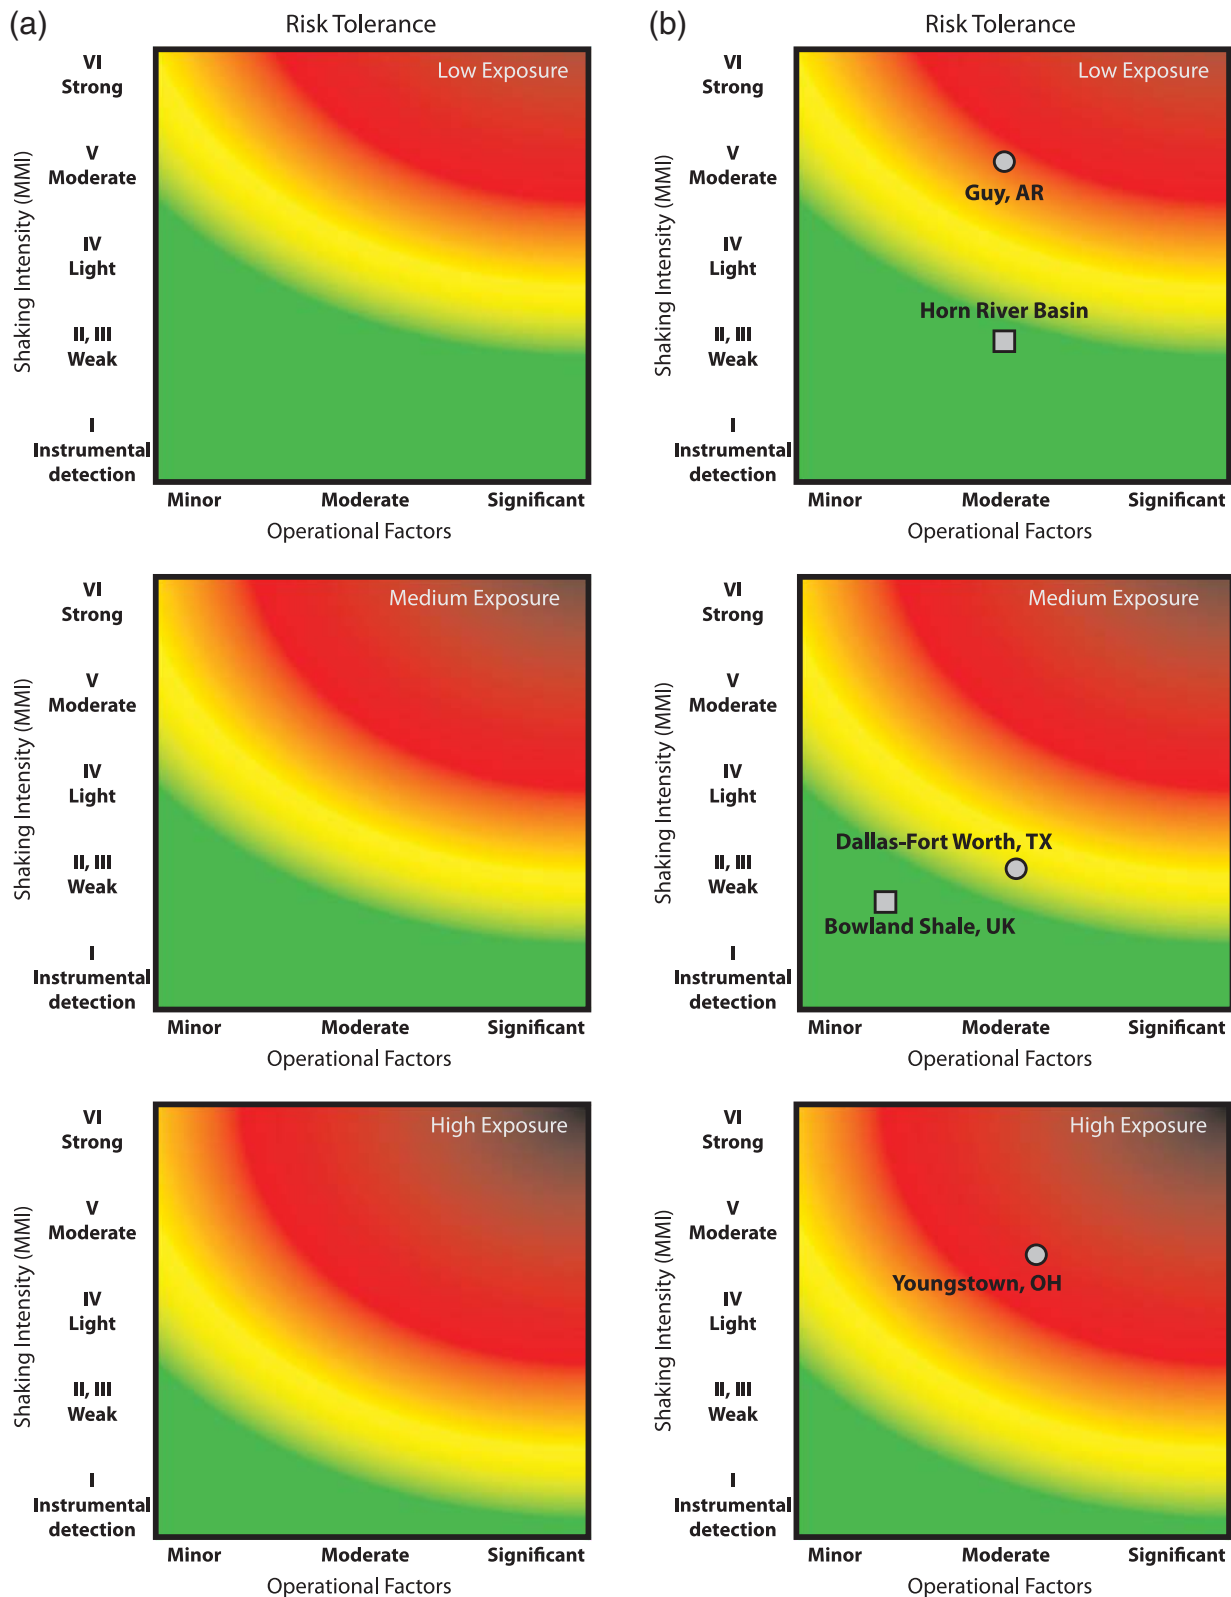 (a)
Risk Tolerance
Low Exposure
Shaking Intensity (MMI)
VI
Strong
V
Moderate
IV
Light
II, III
Weak
I
Instrumental
detection
Minor Moderate Significant
Operational Factors
Medium Exposure
Shaking Intensity (MMI)
VI
Strong
V
Moderate
IV
Light
II, III
Weak
I
Instrumental
detection
Minor Moderate Significant
Operational Factors
High Exposure
Shaking Intensity (MMI)
VI
Strong
V
Moderate
IV
Light
II, III
Weak
I
Instrumental
detection
Minor Moderate Significant
Operational Factors
(b)
Risk Tolerance
Low Exposure
Shaking Intensity (MMI)
VI
Strong
V
Moderate
IV
Light
II, III
Weak
I
Instrumental
detection
Guy, AR
Horn River Basin
Minor Moderate Significant
Operational Factors
Medium Exposure
Shaking Intensity (MMI)
VI
Strong
V
Moderate
IV
Light
II, III
Weak
I
Instrumental
detection
Dallas-Fort Worth, TX
Bowland Shale, UK
Minor Moderate Significant
Operational Factors
High Exposure
Shaking Intensity (MMI)
VI
Strong
V
Moderate
IV
Light
II, III
Weak
I
Instrumental
detection
Youngstown, OH
Minor Moderate Significant
Operational Factors